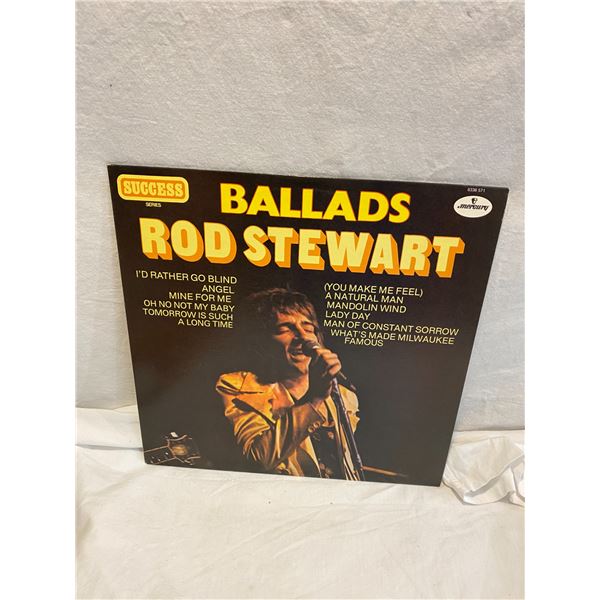 SUCCESS
SERIES
BALLADS
6338 571
mercury
ROD STEWART
I'D RATHER GO BLIND
ANGEL
MINE FOR ME
OH NO NOT MY BABY
TOMORROW IS SUCH
A LONG TIME
(YOU MAKE ME FEEL)
A NATURAL MAN
MANDOLIN WIND
LADY DAY
MAN OF CONSTANT SORROW
WHAT'S MADE MILWAUKEE
FAMOUS